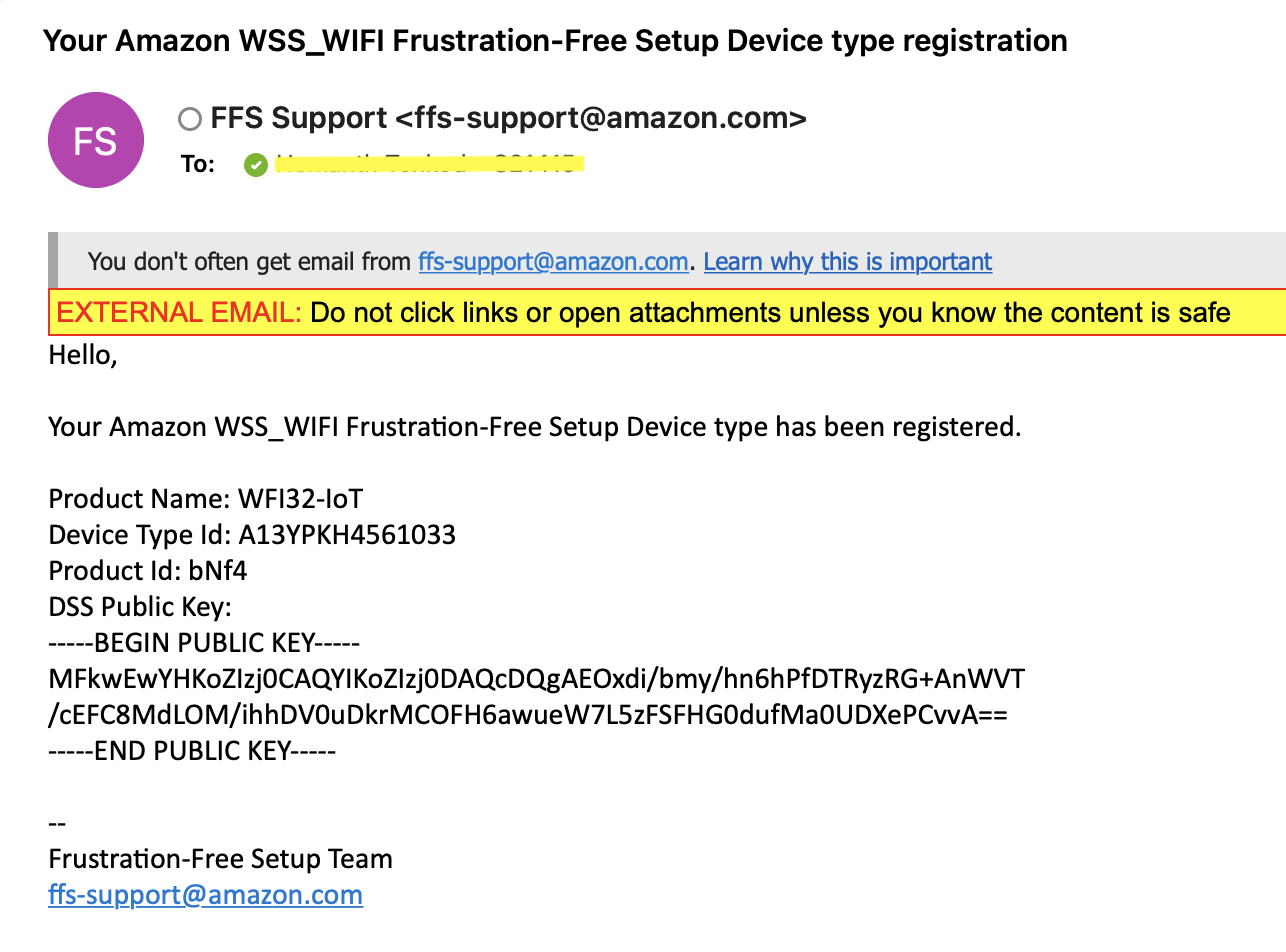 Your Amazon WSS_WIFI Frustration-Free Setup Device type registration
FS
FFS Support <ffs-support@amazon.com>
To:
You don't often get email from ffs-support@amazon.com. Learn why this is important
EXTERNAL EMAIL: Do not click links or open attachments unless you know the content is safe
Hello,
Your Amazon WSS_WIFI Frustration-Free Setup Device type has been registered.
Product Name: WFI32-IoT
Device Type Id: A13YPKH4561033
Product Id: bNf4
DSS Public Key:
-----BEGIN PUBLIC KEY-----
MFkwEwYHKoZIzj0CAQYIKoZIzj0DAQcDQgAEOxdi/bmy/hn6hPfDTRyzRG+AnWVT
/cEFC8MdLOM/ihhDV0uDkrMCOFH6awueW7L5zFSFHG0dufMa0UDXePCvvA==
-----END PUBLIC KEY-----
--
Frustration-Free Setup Team
ffs-support@amazon.com